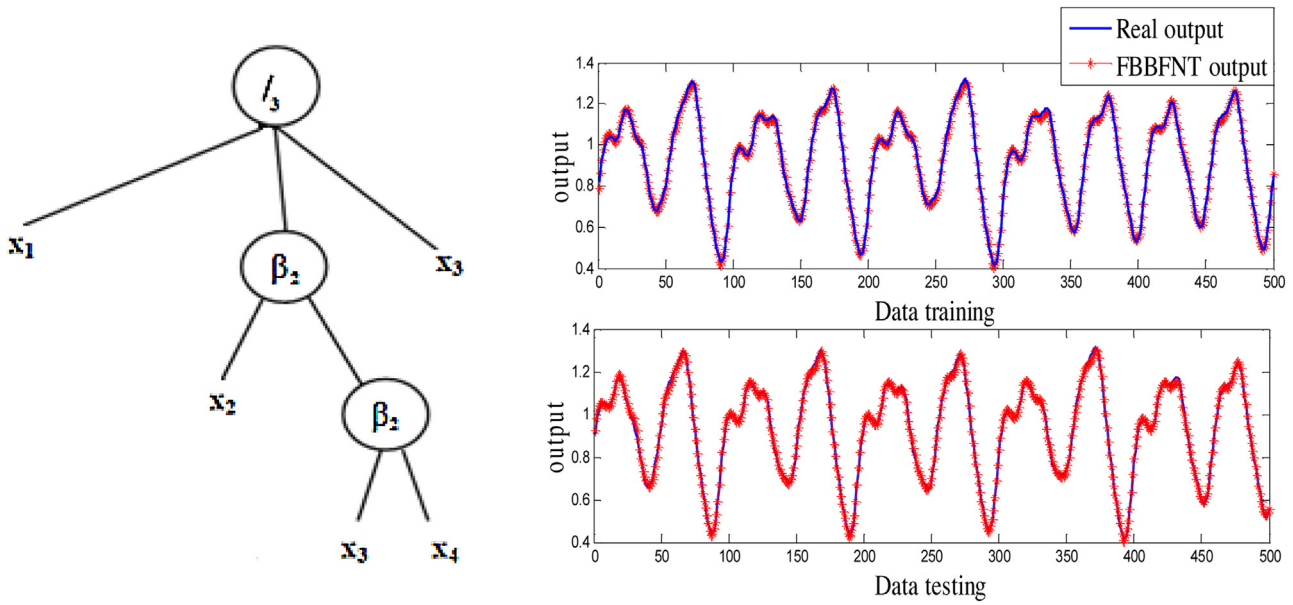 /₃
x₁
β₂
x₃
x₂
β₂
x₃
x₄
Real output
FBBFNT output
1.4
1.2
1
0.8
0.6
0.4
output
0 50 100 150 200 250 300 350 400 450 500
Data training
1.4
1.2
1
0.8
0.6
0.4
output
0 50 100 150 200 250 300 350 400 450 500
Data testing